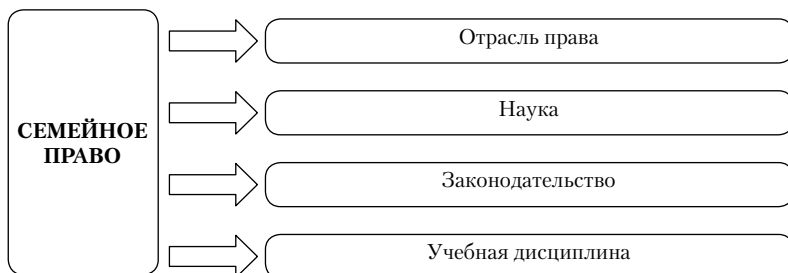 СЕМЕЙНОЕ
ПРАВО
Отрасль права
Наука
Законодательство
Учебная дисциплина